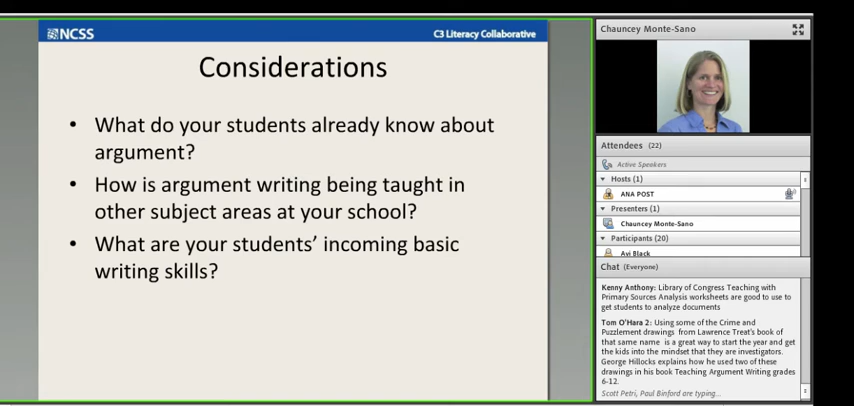 NCSS
C3 Literacy Collaborative
Considerations
• What do your students already know about
argument?
• How is argument writing being taught in
other subject areas at your school?
• What are your students’ incoming basic
writing skills?
Chauncey Monte-Sano
Attendees (22)
Active Speakers
Hosts (1)
ANA POST
Presenters (1)
Chauncey Monte-Sano
Participants (20)
Avi Black
Chat (Everyone)
Kenny Anthony: Library of Congress Teaching with
Primary Sources Analysis worksheets are good to use to
get students to analyze documents
Tom O'Hara 2: Using some of the Crime and
Puzzlement drawings from Lawrence Treat's book of
that same name is a great way to start the year and get
the kids into the mindset that they are investigators.
George Hillocks explains how he used two of these
drawings in his book Teaching Argument Writing grades
6-12.
Scott Petri, Paul Binford are typing...